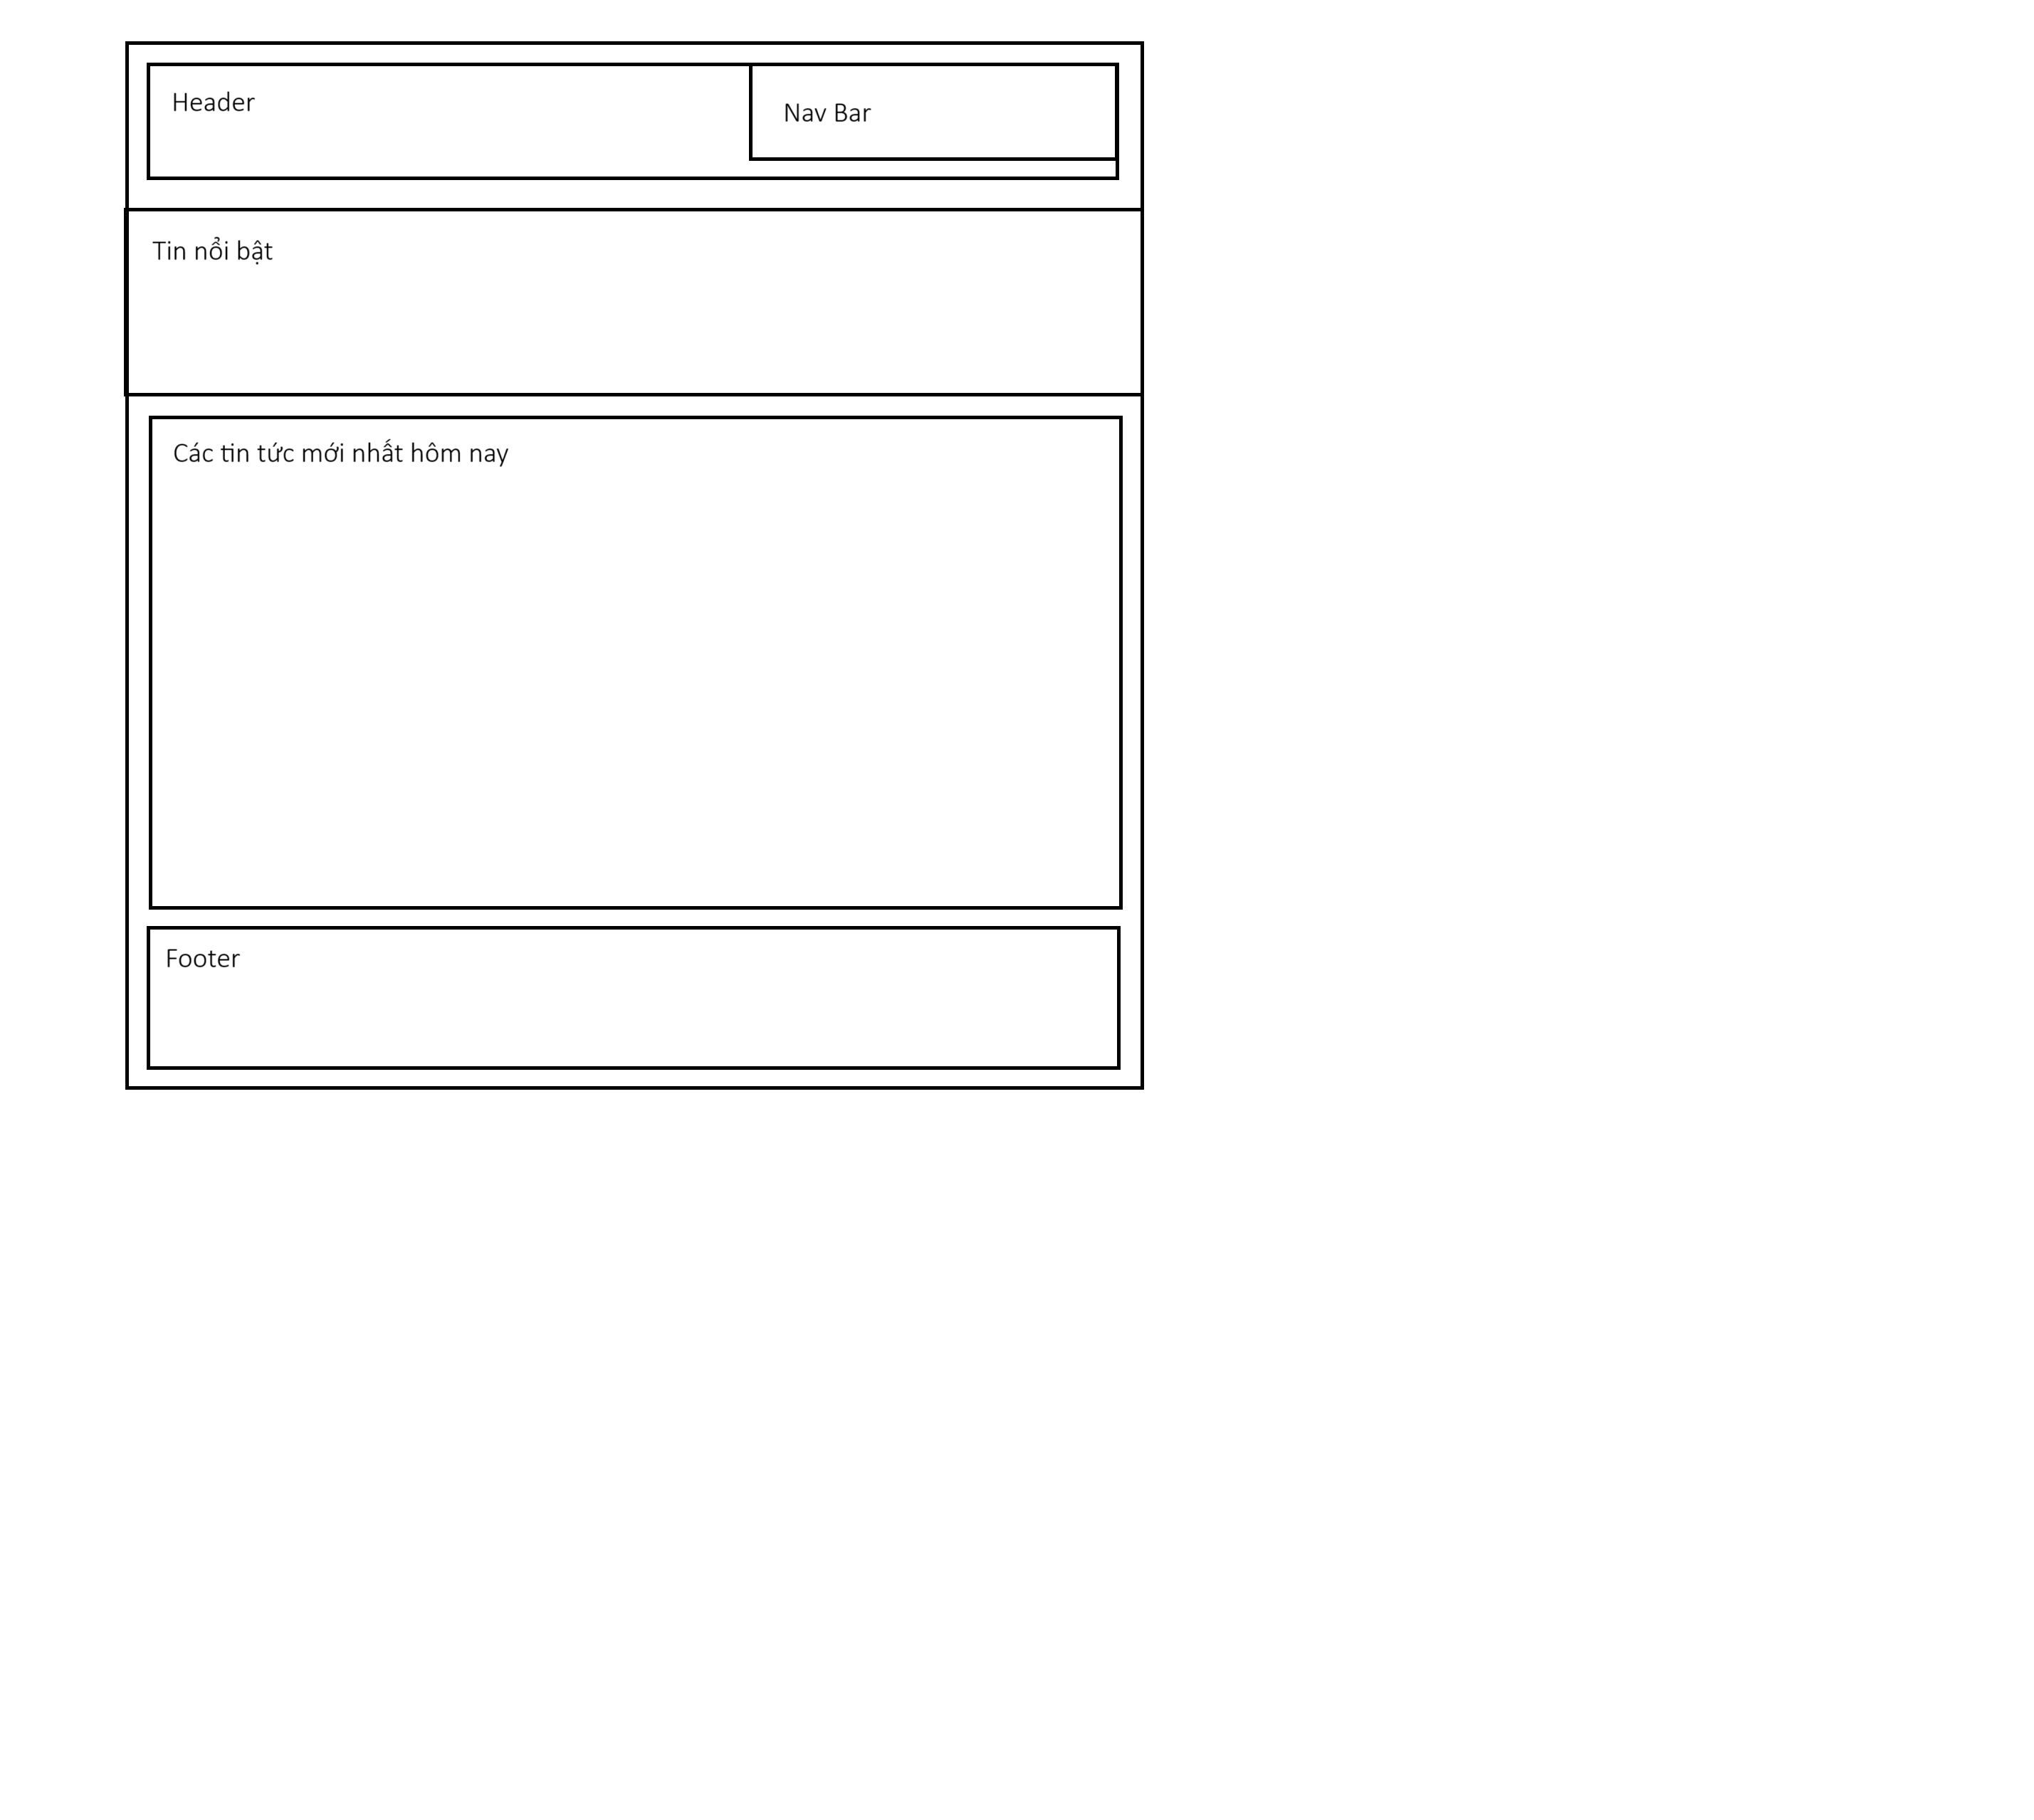 Header
Nav Bar
Tin nổi bật
Các tin tức mới nhất hôm nay
Footer